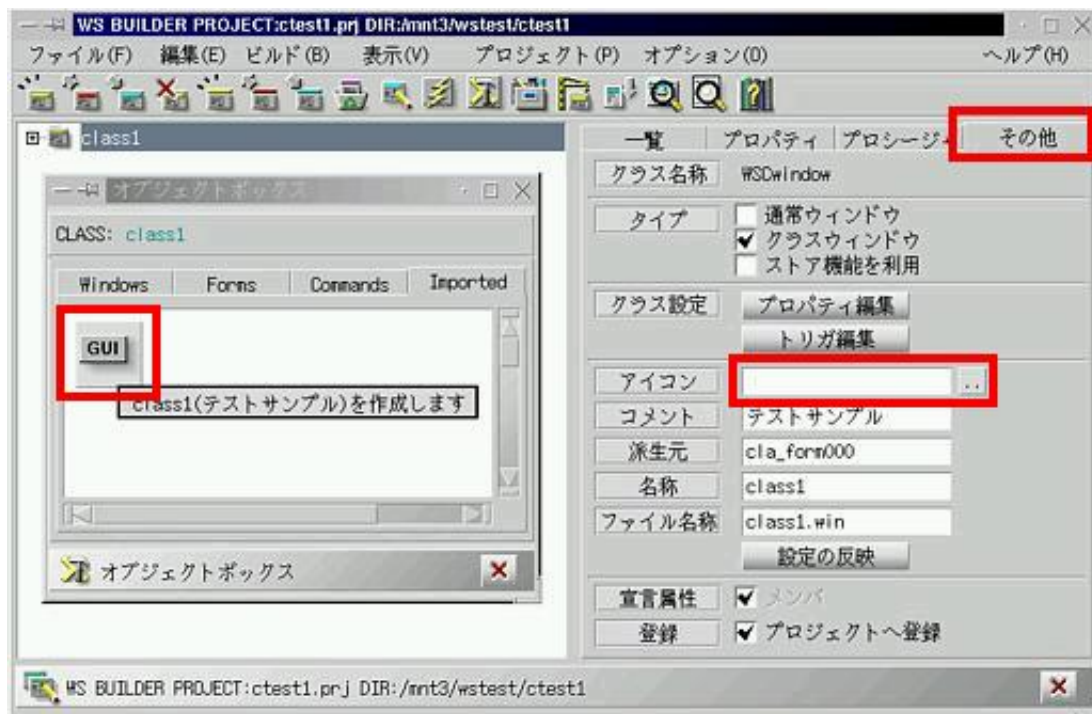 WS BUILDER PROJECT:ctest1.prj DIR:/mnt3/wstest/ctest1
ファイル(F) 編集(E) ビルド(B) 表示(V) プロジェクト(P) オプション(O) ヘルプ(H)
class1
オブジェクトボックス
CLASS: class1
Windows Forms Commands Imported
GUI
class1(テストサンプル)を作成します
オブジェクトボックス
一覧 プロパティ プロシージャ その他
クラス名称 WSCwindow
タイプ 通常ウィンドウ
クラスウィンドウ
ストア機能を利用
クラス設定 プロパティ編集
トリガ編集
アイコン ..
コメント テストサンプル
派生元 cla_form000
名称 class1
ファイル名称 class1.win
設定の反映
宣言属性 メンバ
登録 プロジェクトへ登録
WS BUILDER PROJECT:ctest1.prj DIR:/mnt3/wstest/ctest1